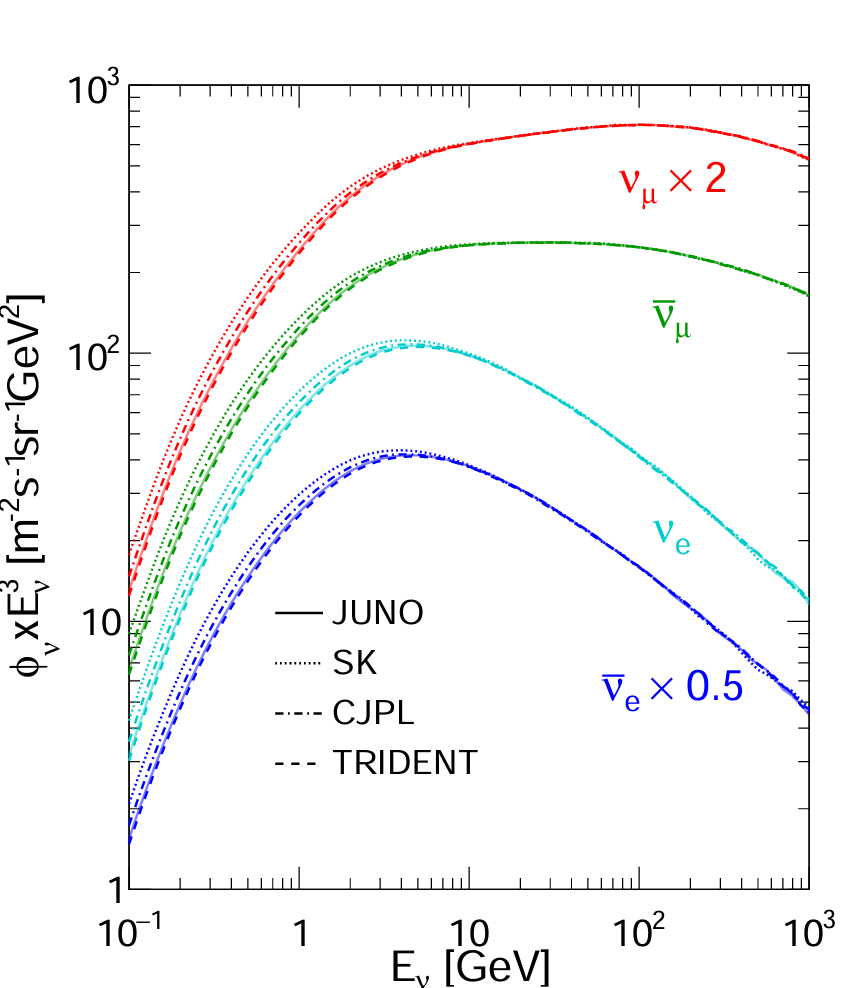 10³
ν_μ × 2
ν̅_μ
10²
ν_e
10
JUNO
SK
ν̅_e × 0.5
CJPL
TRIDENT
1
10⁻¹ 1 10 10² 10³
E_ν [GeV]
ϕ_ν xE_ν³ [m⁻²s⁻¹sr⁻¹GeV²]